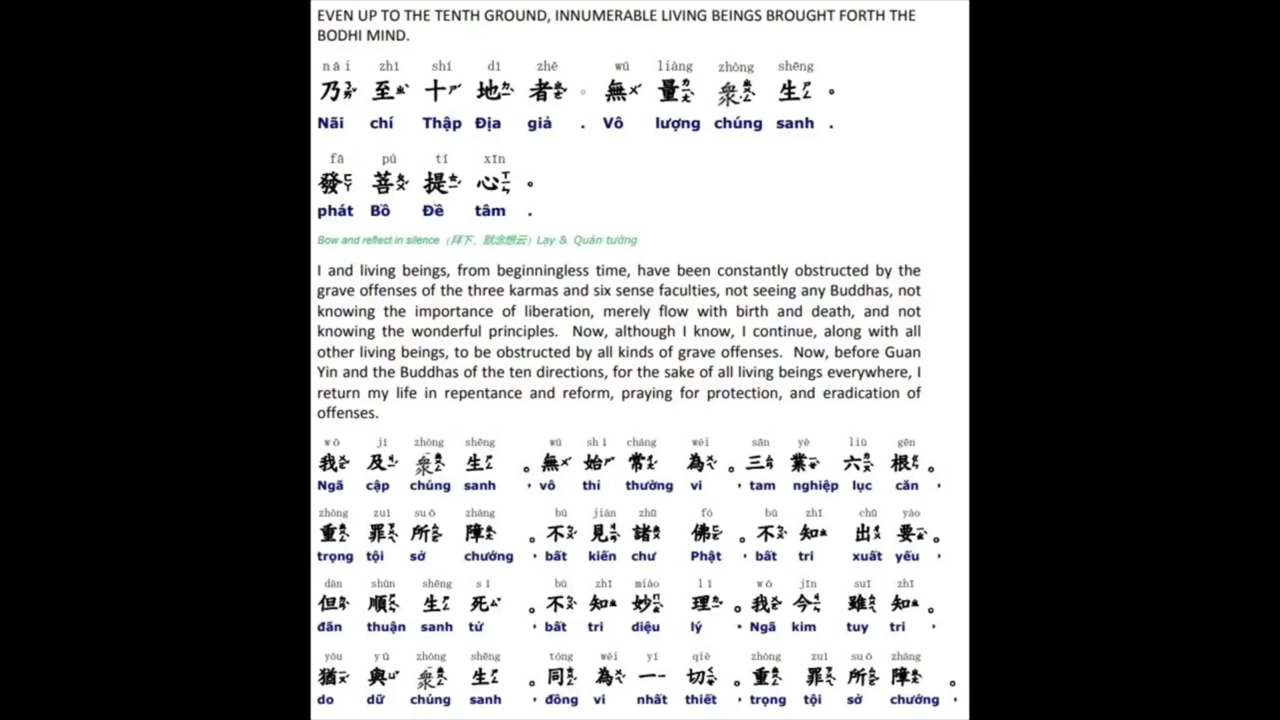 EVEN UP TO THE TENTH GROUND, INNUMERABLE LIVING BEINGS BROUGHT FORTH THE
BODHI MIND.
nǎi zhì shí dì zhě wú liàng zhòng shēng
乃 至 十 地 者 。 無 量 衆 生 。
Nãi chí Thập Địa giả . Vô lượng chúng sanh .
fā pú tí xīn
發 菩 提 心 。
phát Bồ Đề tâm .
Bow and reflect in silence（拜下、默念想云）Lạy & Quán tưởng
I and living beings, from beginningless time, have been constantly obstructed by the
grave offenses of the three karmas and six sense faculties, not seeing any Buddhas, not
knowing the importance of liberation, merely flow with birth and death, and not
knowing the wonderful principles. Now, although I know, I continue, along with all
other living beings, to be obstructed by all kinds of grave offenses. Now, before Guan
Yin and the Buddhas of the ten directions, for the sake of all living beings everywhere, I
return my life in repentance and reform, praying for protection, and eradication of
offenses.
wǒ jí zhòng shēng wú shǐ cháng wéi sān yè liù gēn
我 及 衆 生 。 無 始 常 為 。 三 業 六 根 。
Ngã cập chúng sanh , vô thỉ thường vi , tam nghiệp lục căn ,
zhòng zuì suǒ zhàng bú jiàn zhū fó bù zhī chū yào
重 罪 所 障 。 不 見 諸 佛 。 不 知 出 要 。
trọng tội sở chướng , bất kiến chư Phật , bất tri xuất yếu ,
dàn shùn shēng sǐ bù zhī miào lǐ wǒ jīn suī zhī
但 順 生 死 。 不 知 妙 理 。 我 今 雖 知 。
đãn thuận sanh tử , bất tri diệu lý . Ngã kim tuy tri ,
yóu yǔ zhòng shēng tóng wéi yí qiè zhòng zuì suǒ zhàng
猶 與 衆 生 。 同 為 一 切 。 重 罪 所 障 。
do dữ chúng sanh , đồng vi nhất thiết , trọng tội sở chướng ,